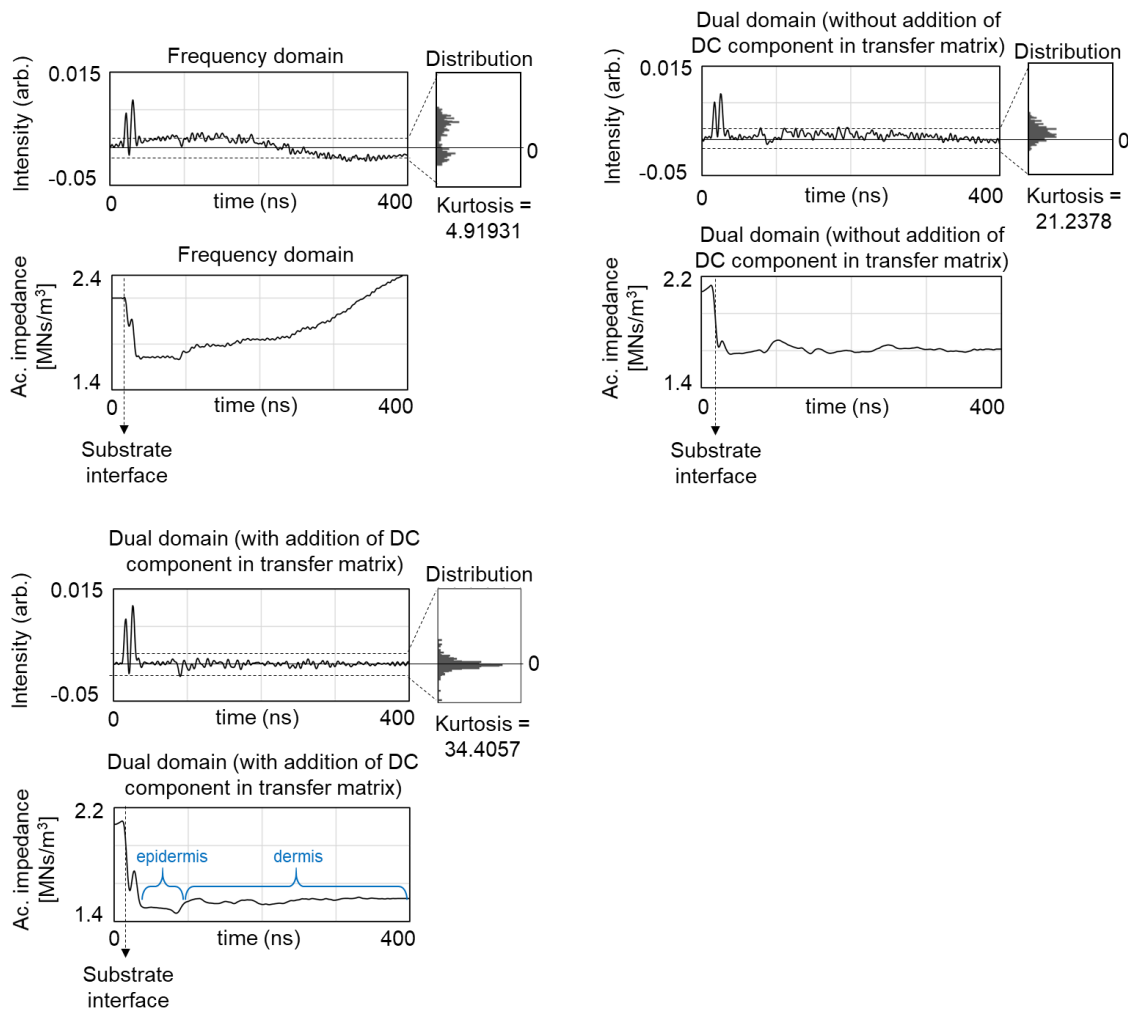 Frequency domain
Intensity (arb.)
0.015
-0.05
0
time (ns)
400
Distribution
0
Kurtosis =
4.91931
Frequency domain
Ac. impedance
[MNs/m³]
2.4
1.4
0
time (ns)
400
Substrate
interface
Dual domain (without addition of
DC component in transfer matrix)
Intensity (arb.)
0.015
-0.05
0
time (ns)
400
Distribution
0
Kurtosis =
21.2378
Dual domain (without addition of
DC component in transfer matrix)
Ac. impedance
[MNs/m³]
2.2
1.4
0
time (ns)
400
Substrate
interface
Dual domain (with addition of DC
component in transfer matrix)
Intensity (arb.)
0.015
-0.05
0
time (ns)
400
Distribution
0
Kurtosis =
34.4057
Dual domain (with addition of DC
component in transfer matrix)
Ac. impedance
[MNs/m³]
2.2
1.4
epidermis
dermis
0
time (ns)
400
Substrate
interface